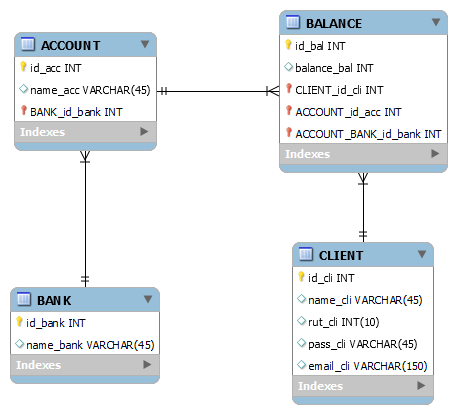 ACCOUNT
id_acc INT
name_acc VARCHAR(45)
BANK_id_bank INT
Indexes
BALANCE
id_bal INT
balance_bal INT
CLIENT_id_cli INT
ACCOUNT_id_acc INT
ACCOUNT_BANK_id_bank INT
Indexes
BANK
id_bank INT
name_bank VARCHAR(45)
Indexes
CLIENT
id_cli INT
name_cli VARCHAR(45)
rut_cli INT(10)
pass_cli VARCHAR(45)
email_cli VARCHAR(150)
Indexes